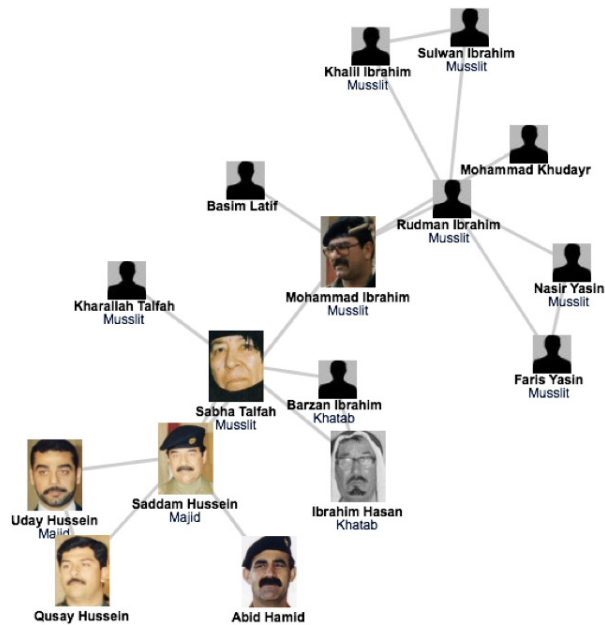 Sulwan Ibrahim
Musslit
Khalil Ibrahim
Musslit
Mohammad Khudayr
Basim Latif
Rudman Ibrahim
Musslit
Mohammad Ibrahim
Musslit
Nasir Yasin
Musslit
Kharallah Talfah
Musslit
Faris Yasin
Musslit
Sabha Talfah
Musslit
Barzan Ibrahim
Khatab
Saddam Hussein
Majid
Ibrahim Hasan
Khatab
Uday Hussein
Majid
Qusay Hussein
Abid Hamid